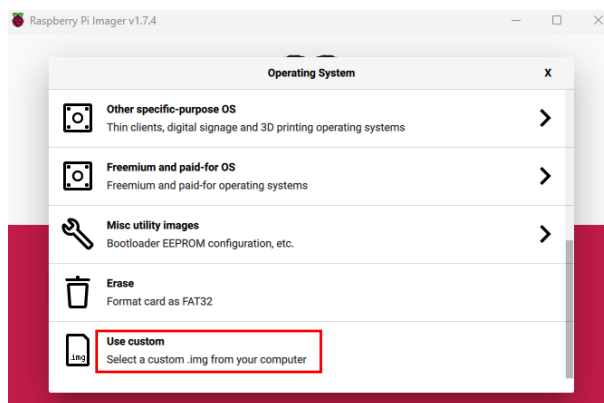 Raspberry Pi Imager v1.7.4
Operating System
X
Other specific-purpose OS
Thin clients, digital signage and 3D printing operating systems
Freemium and paid-for OS
Freemium and paid-for operating systems
Misc utility images
Bootloader EEPROM configuration, etc.
Erase
Format card as FAT32
Use custom
.img
Select a custom .img from your computer